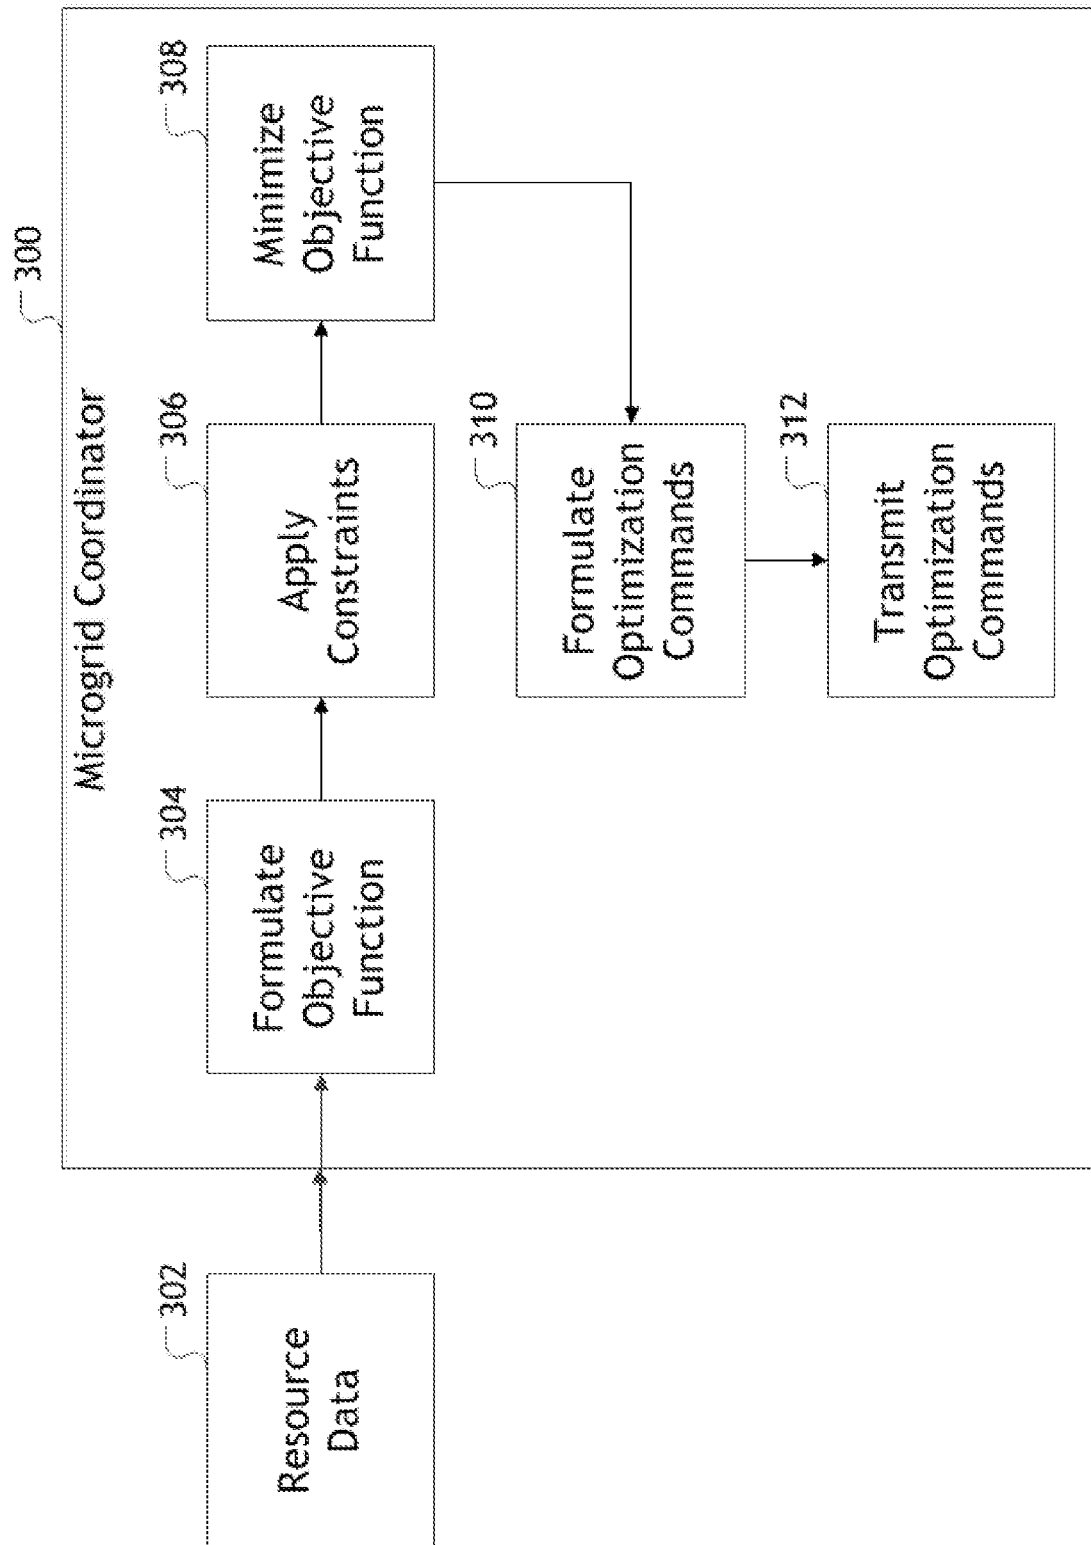 300
Microgrid Coordinator
302
Resource
Data
304
Formulate
Objective
Function
306
Apply
Constraints
308
Minimize
Objective
Function
310
Formulate
Optimization
Commands
312
Transmit
Optimization
Commands